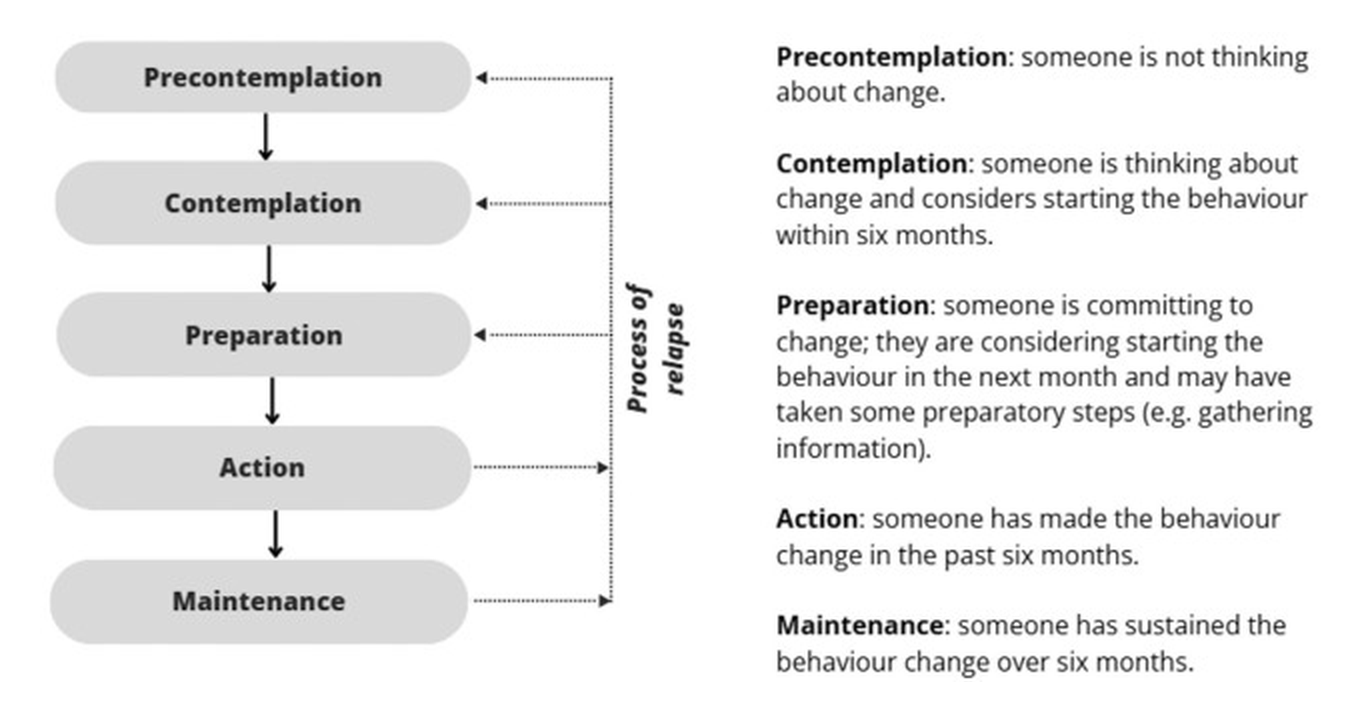 Precontemplation
Contemplation
Preparation
Action
Maintenance
Process of
relapse
Precontemplation: someone is not thinking
about change.
Contemplation: someone is thinking about
change and considers starting the behaviour
within six months.
Preparation: someone is committing to
change; they are considering starting the
behaviour in the next month and may have
taken some preparatory steps (e.g. gathering
information).
Action: someone has made the behaviour
change in the past six months.
Maintenance: someone has sustained the
behaviour change over six months.